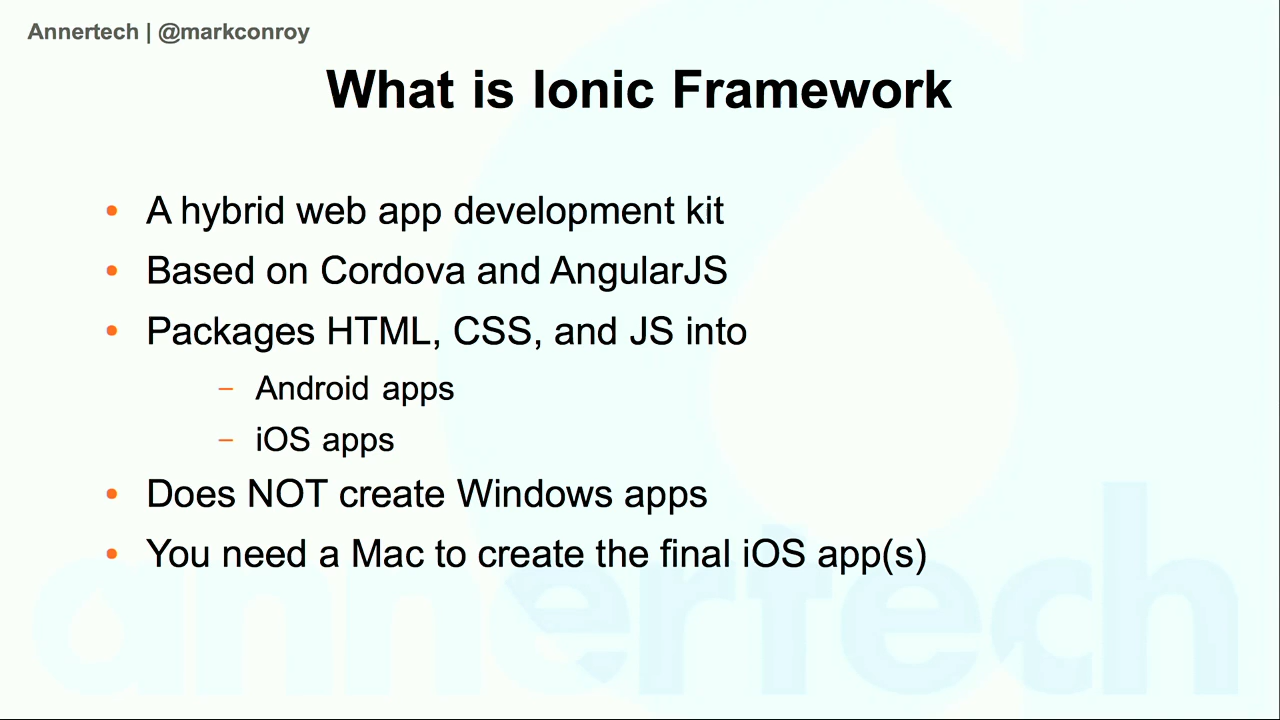 Annertech | @markconroy
What is Ionic Framework
• A hybrid web app development kit
• Based on Cordova and AngularJS
• Packages HTML, CSS, and JS into
– Android apps
– iOS apps
• Does NOT create Windows apps
• You need a Mac to create the final iOS app(s)
annertech